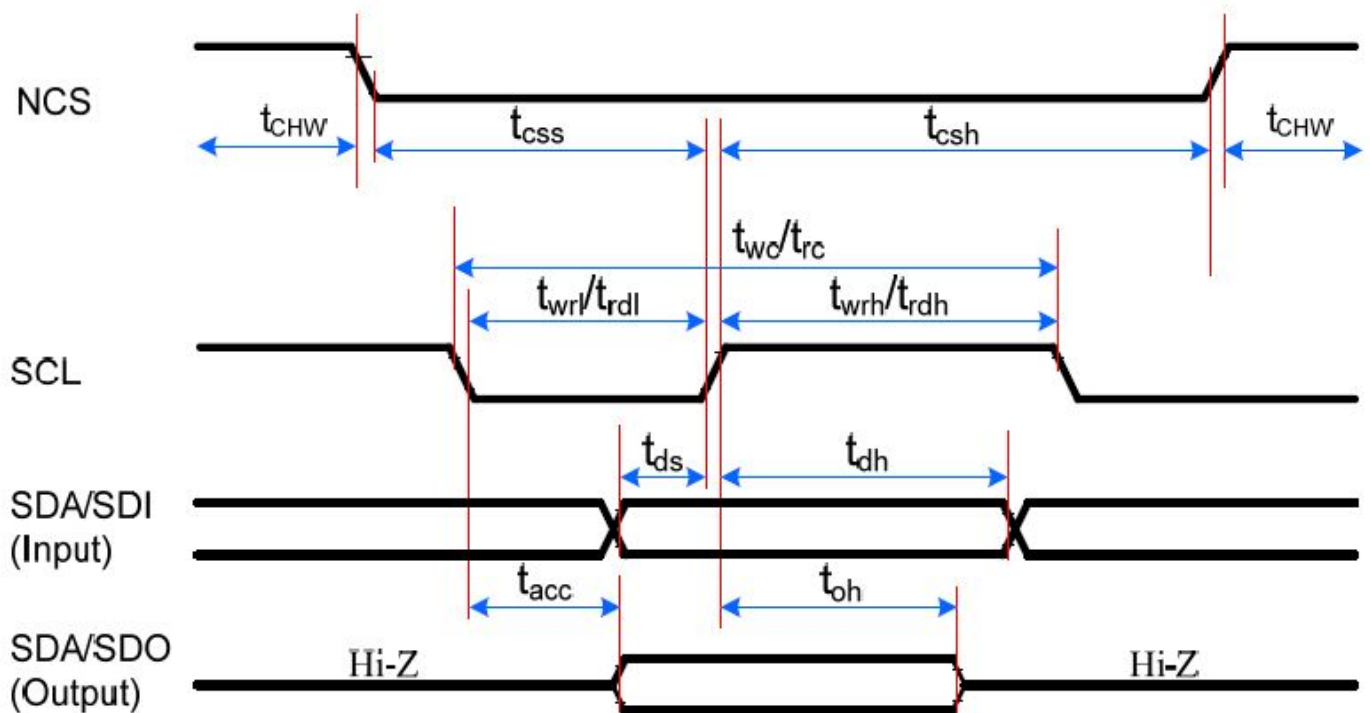 NCS
tCHW
tcss
tcsh
tCHW
twc/trc
twrl/trdl
twrh/trdh
SCL
tds
tdh
SDA/SDI
(Input)
tacc
toh
SDA/SDO
(Output)
Hi-Z
Hi-Z